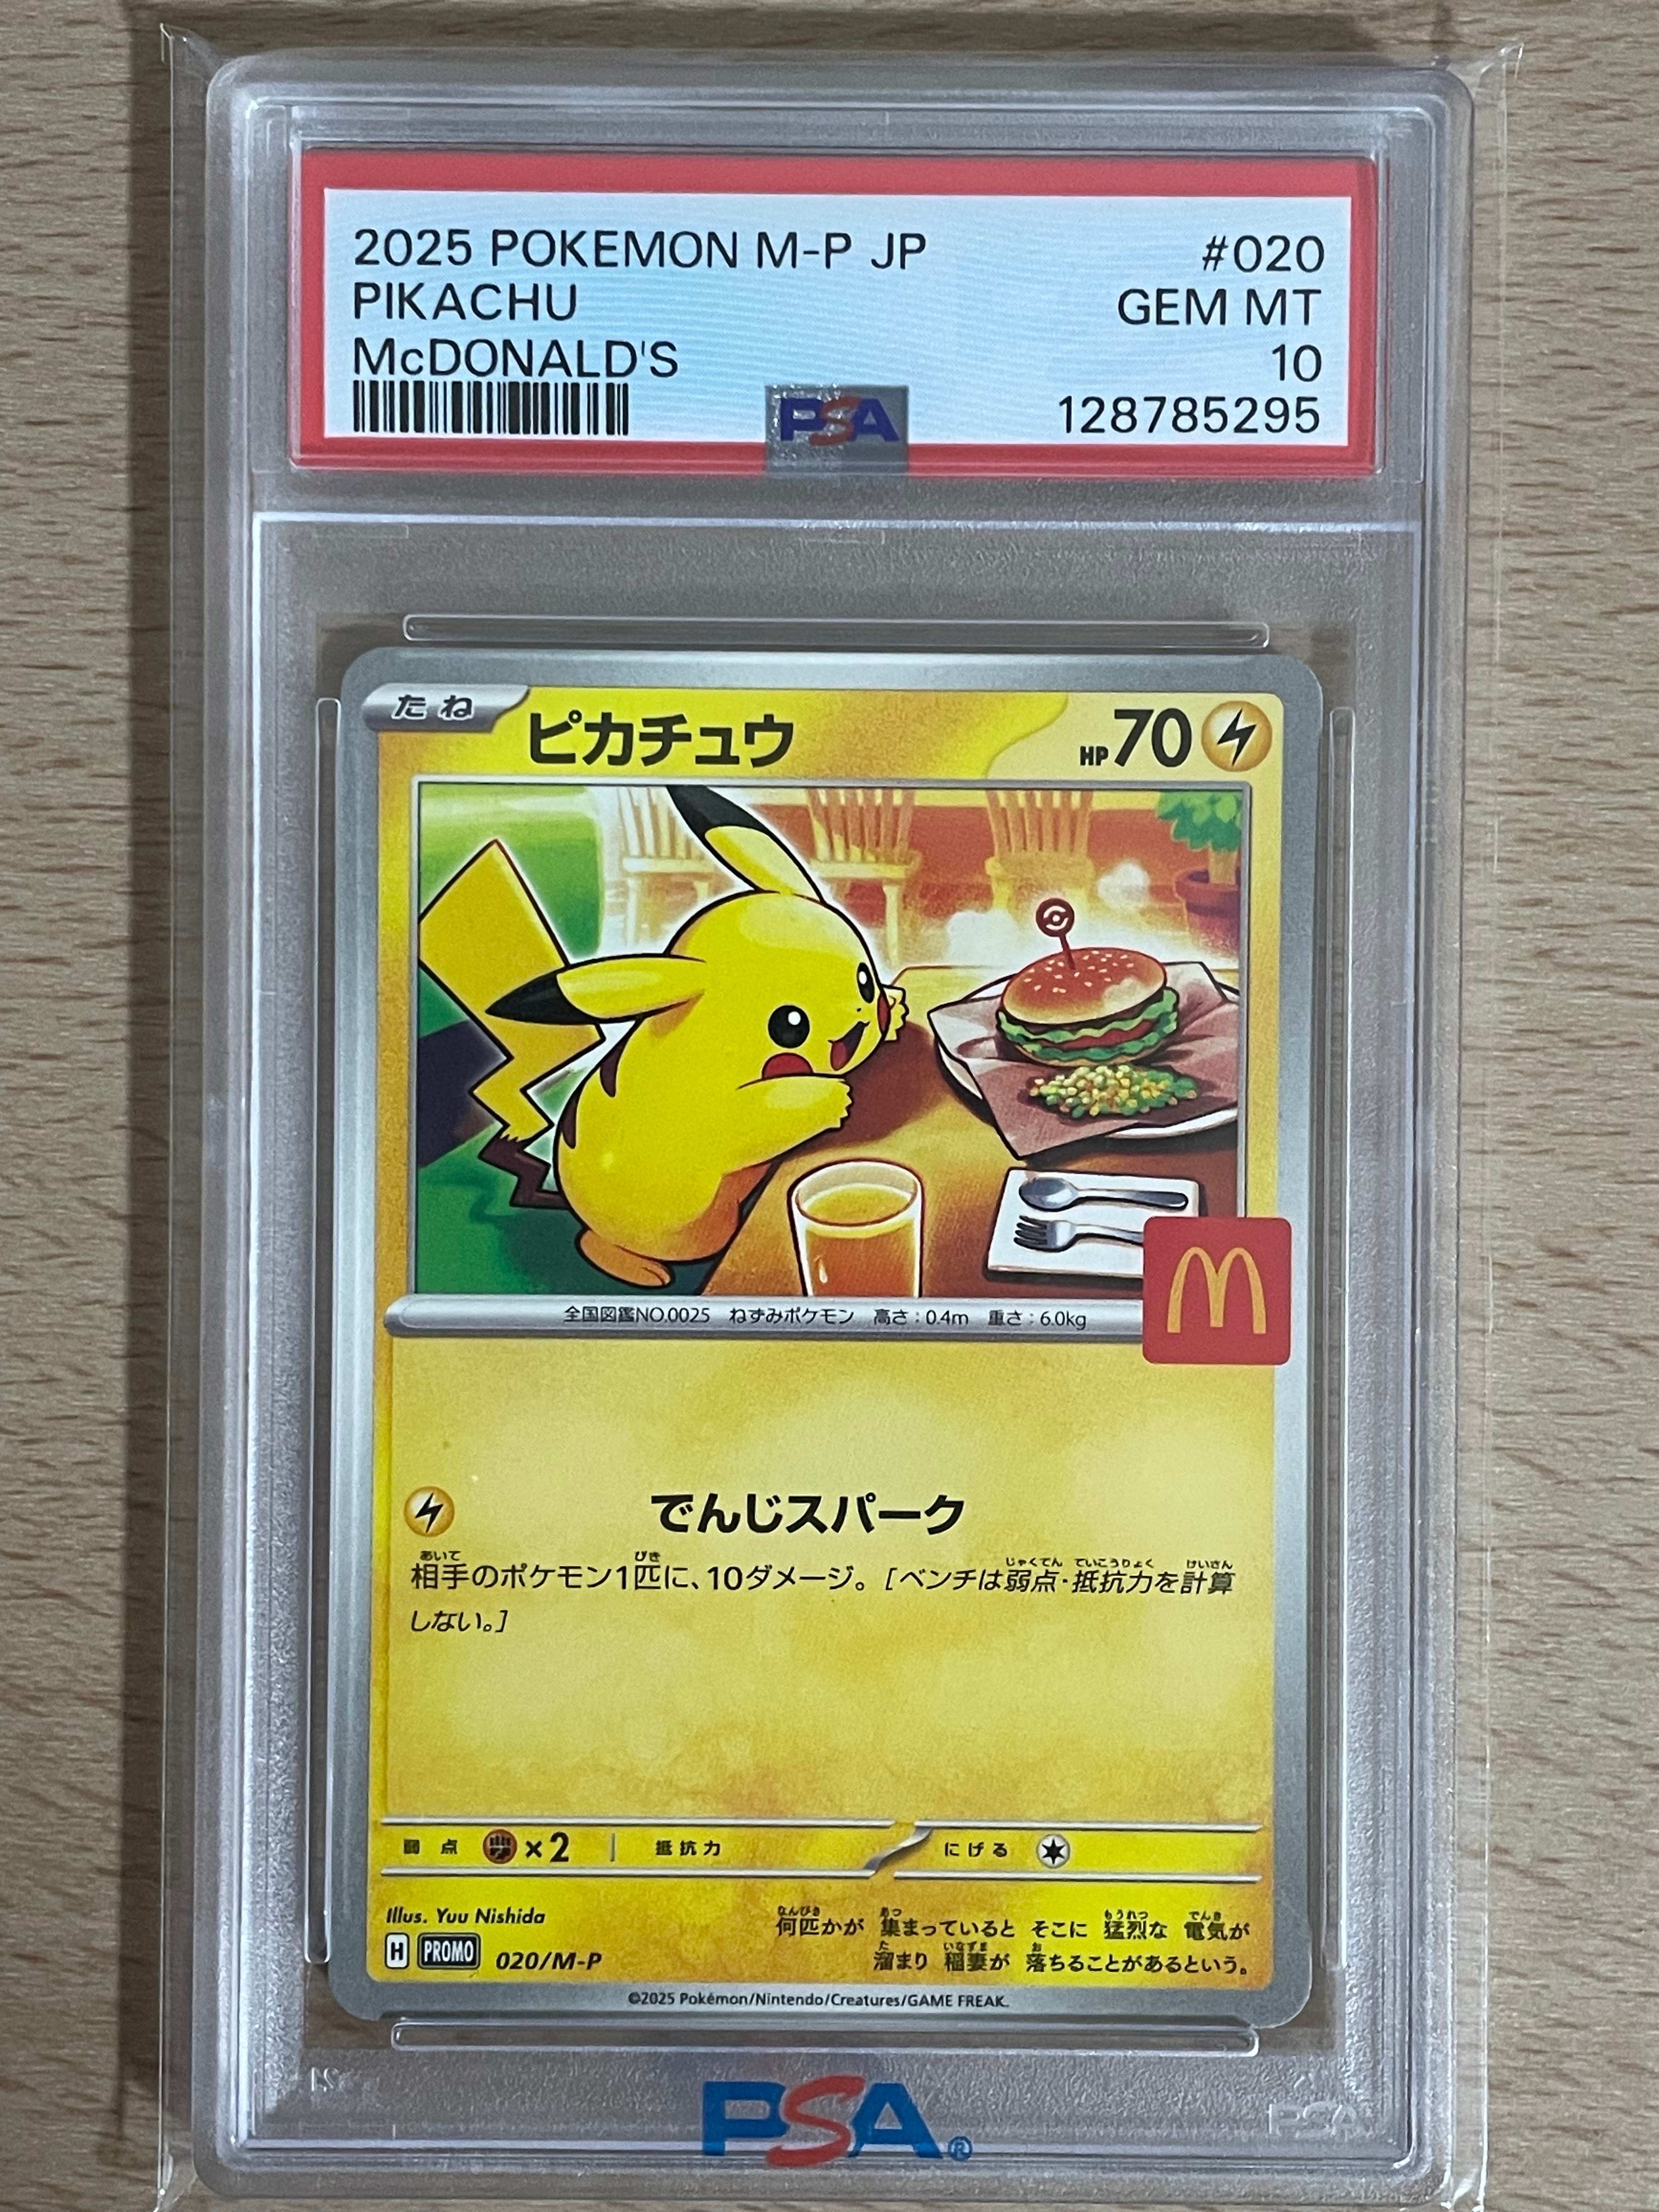 2025 POKEMON M-P JP #020
PIKACHU GEM MT
McDONALD'S 10
PSA 128785295
たね ピカチュウ HP70
全国図鑑NO.0025 ねずみポケモン 高さ：0.4m 重さ：6.0kg
でんじスパーク
相手のポケモン1匹に、10ダメージ。［ベンチは弱点・抵抗力を計算
しない。］
弱点 ×2 抵抗力 にげる
Illus. Yuu Nishida
H PROMO 020/M-P
何匹かが 集まっていると そこに 猛烈な 電気が
溜まり 稲妻が 落ちることがあるという。
©2025 Pokémon/Nintendo/Creatures/GAME FREAK.
PSA®
PSA